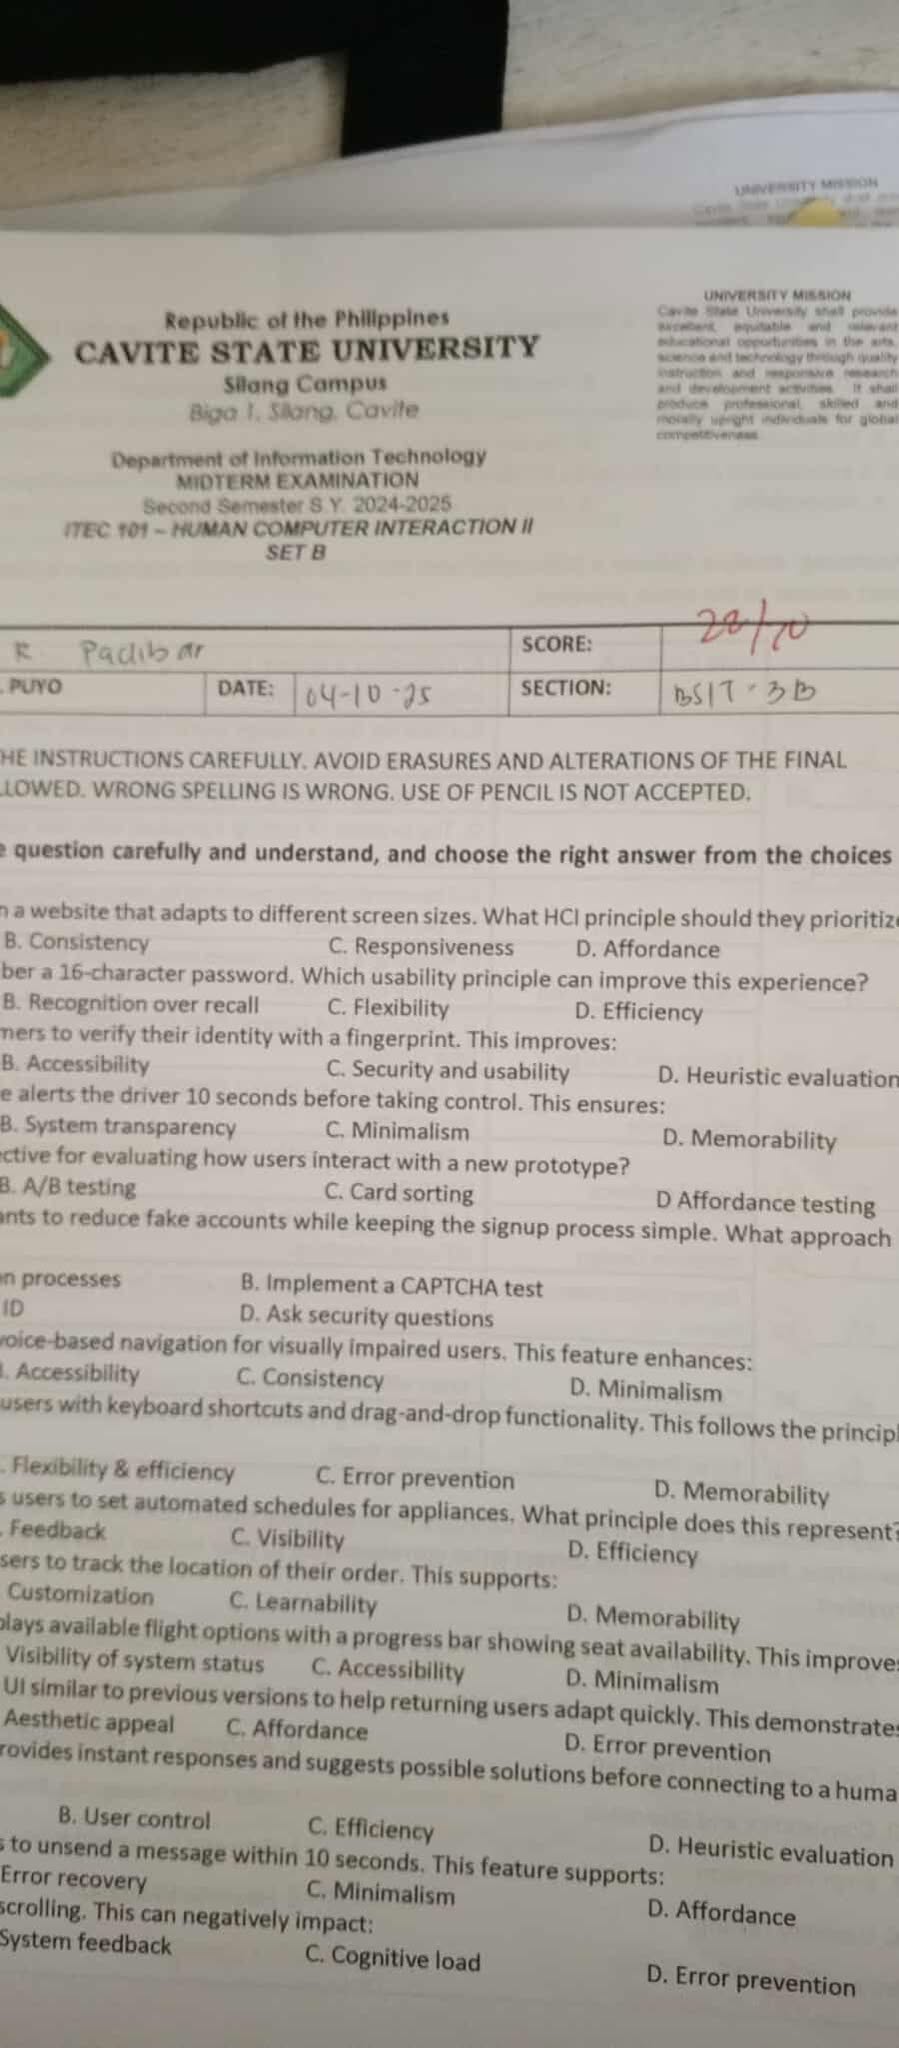 UNIVERSITY MISSION
UNIVERSITY MISSION
Cavite State University shall provide
excellent, equitable and relevant
educational opportunities in the arts,
science and technology through quality
instruction and responsive research
and development activities. It shall
produce professional, skilled and
morally upright individuals for global
competitiveness.
Republic of the Philippines
CAVITE STATE UNIVERSITY
Silang Campus
Biga 1, Silang, Cavite
Department of Information Technology
MIDTERM EXAMINATION
Second Semester S.Y. 2024-2025
ITEC 101 – HUMAN COMPUTER INTERACTION II
SET B
R Padibar SCORE: 28/70
. PUYO DATE: 04-10-25 SECTION: BSIT-3B
HE INSTRUCTIONS CAREFULLY. AVOID ERASURES AND ALTERATIONS OF THE FINAL
LLOWED. WRONG SPELLING IS WRONG. USE OF PENCIL IS NOT ACCEPTED.
e question carefully and understand, and choose the right answer from the choices
n a website that adapts to different screen sizes. What HCI principle should they prioritize
B. Consistency C. Responsiveness D. Affordance
ber a 16-character password. Which usability principle can improve this experience?
B. Recognition over recall C. Flexibility D. Efficiency
mers to verify their identity with a fingerprint. This improves:
B. Accessibility C. Security and usability D. Heuristic evaluation
e alerts the driver 10 seconds before taking control. This ensures:
B. System transparency C. Minimalism D. Memorability
ective for evaluating how users interact with a new prototype?
B. A/B testing C. Card sorting D Affordance testing
ants to reduce fake accounts while keeping the signup process simple. What approach
on processes B. Implement a CAPTCHA test
ID D. Ask security questions
voice-based navigation for visually impaired users. This feature enhances:
. Accessibility C. Consistency D. Minimalism
users with keyboard shortcuts and drag-and-drop functionality. This follows the principl
. Flexibility & efficiency C. Error prevention D. Memorability
s users to set automated schedules for appliances. What principle does this represent?
. Feedback C. Visibility D. Efficiency
sers to track the location of their order. This supports:
Customization C. Learnability D. Memorability
plays available flight options with a progress bar showing seat availability. This improves
Visibility of system status C. Accessibility D. Minimalism
UI similar to previous versions to help returning users adapt quickly. This demonstrates
Aesthetic appeal C. Affordance D. Error prevention
rovides instant responses and suggests possible solutions before connecting to a huma
B. User control C. Efficiency D. Heuristic evaluation
s to unsend a message within 10 seconds. This feature supports:
Error recovery C. Minimalism D. Affordance
scrolling. This can negatively impact:
System feedback C. Cognitive load D. Error prevention